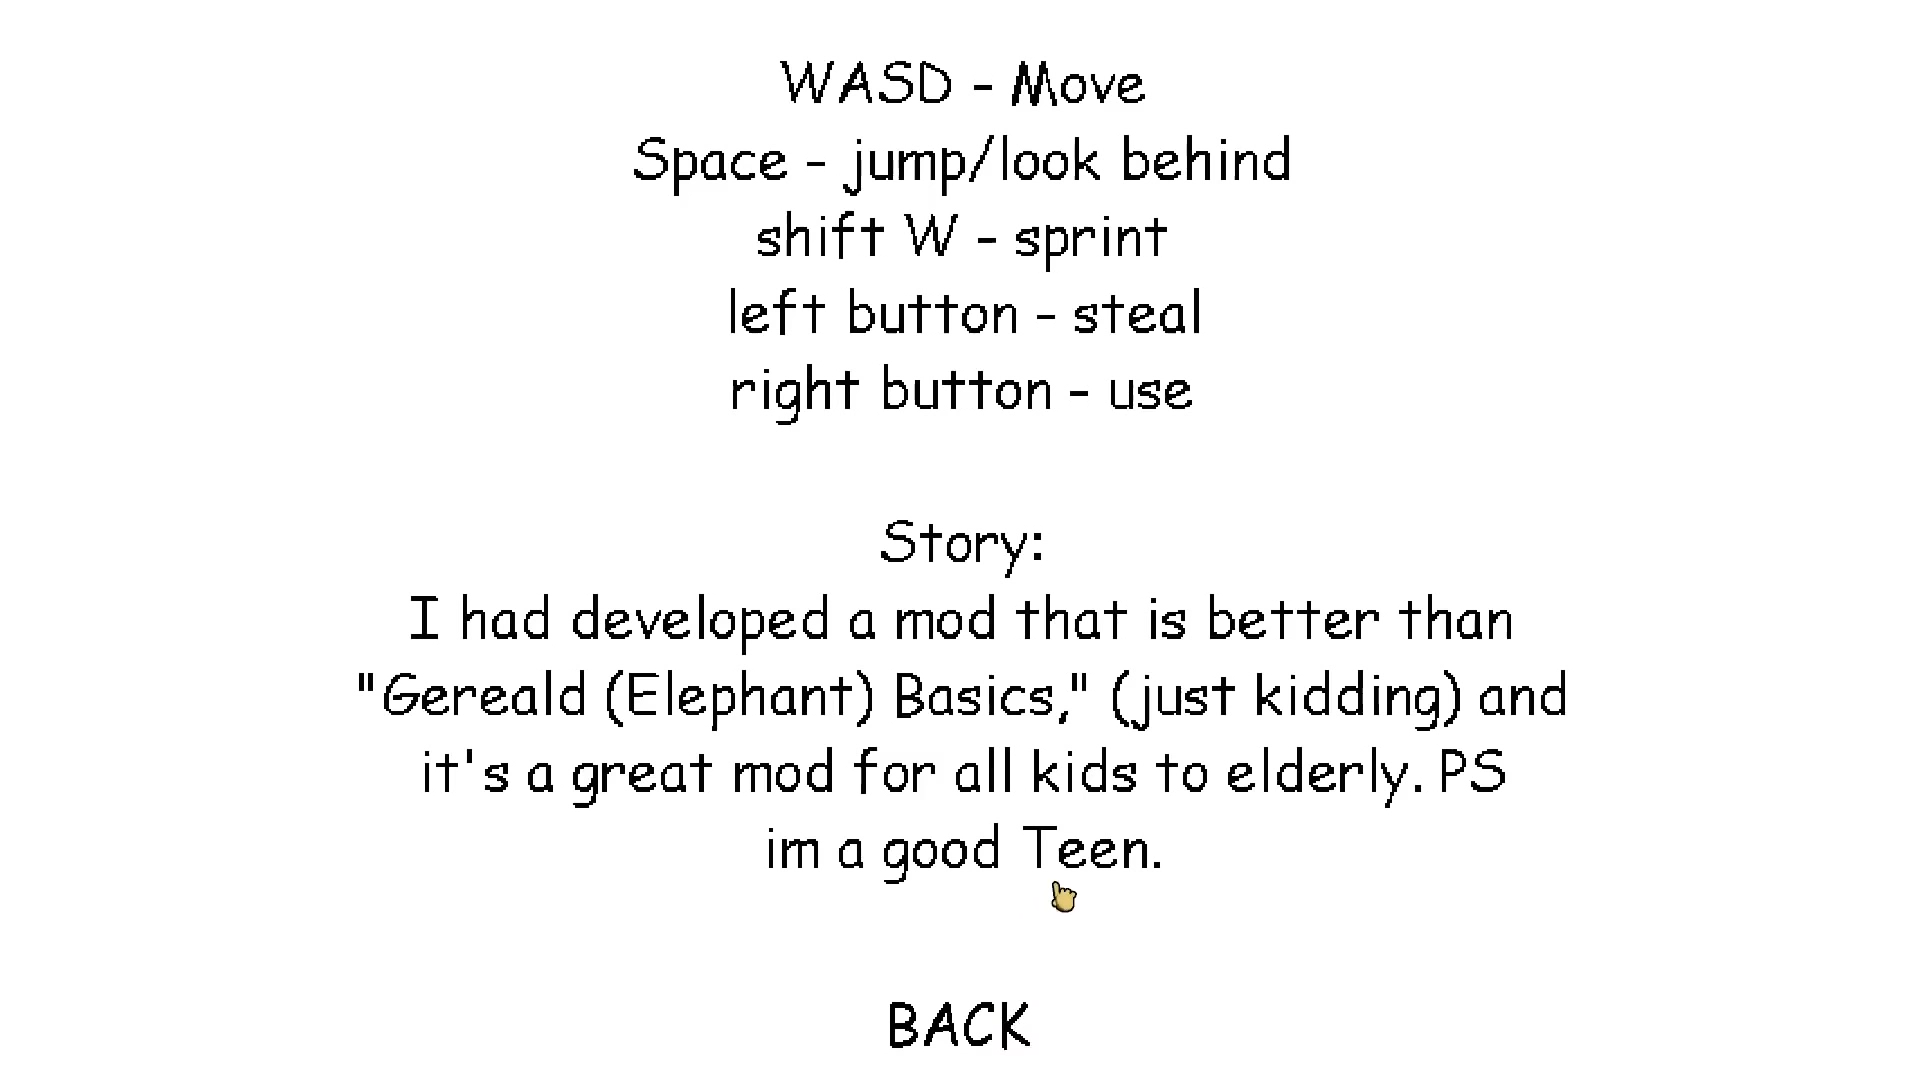 WASD - Move
Space - jump/look behind
shift W - sprint
left button - steal
right button - use
Story:
I had developed a mod that is better than
"Gereald (Elephant) Basics," (just kidding) and
it's a great mod for all kids to elderly. PS
im a good Teen.
BACK